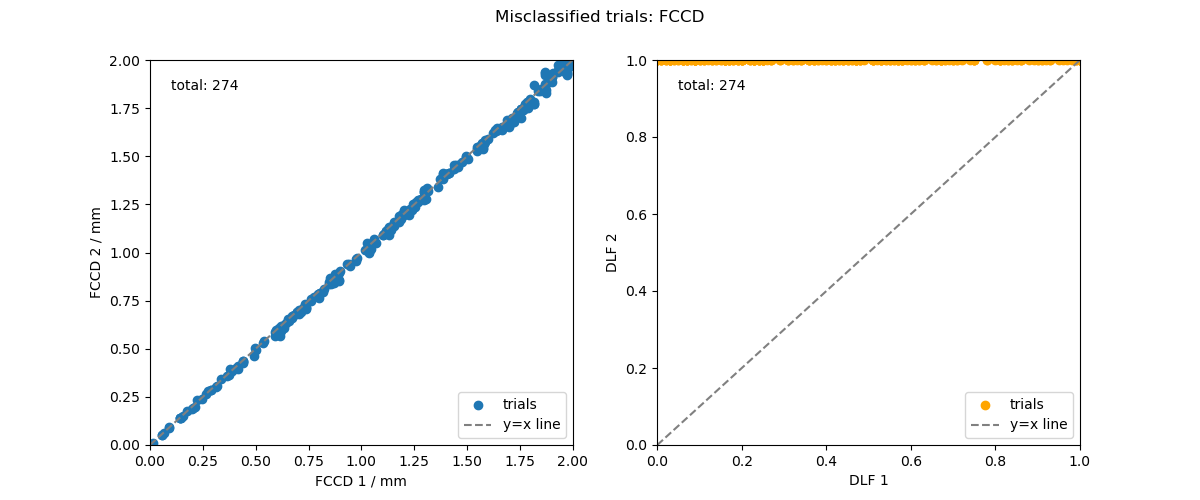 Misclassified trials: FCCD
total: 274
2.00
1.75
1.50
1.25
1.00
0.75
0.50
0.25
0.00
FCCD 2 / mm
0.00 0.25 0.50 0.75 1.00 1.25 1.50 1.75 2.00
FCCD 1 / mm
trials
y=x line
total: 274
1.0
0.8
0.6
0.4
0.2
0.0
DLF 2
0.0 0.2 0.4 0.6 0.8 1.0
DLF 1
trials
y=x line